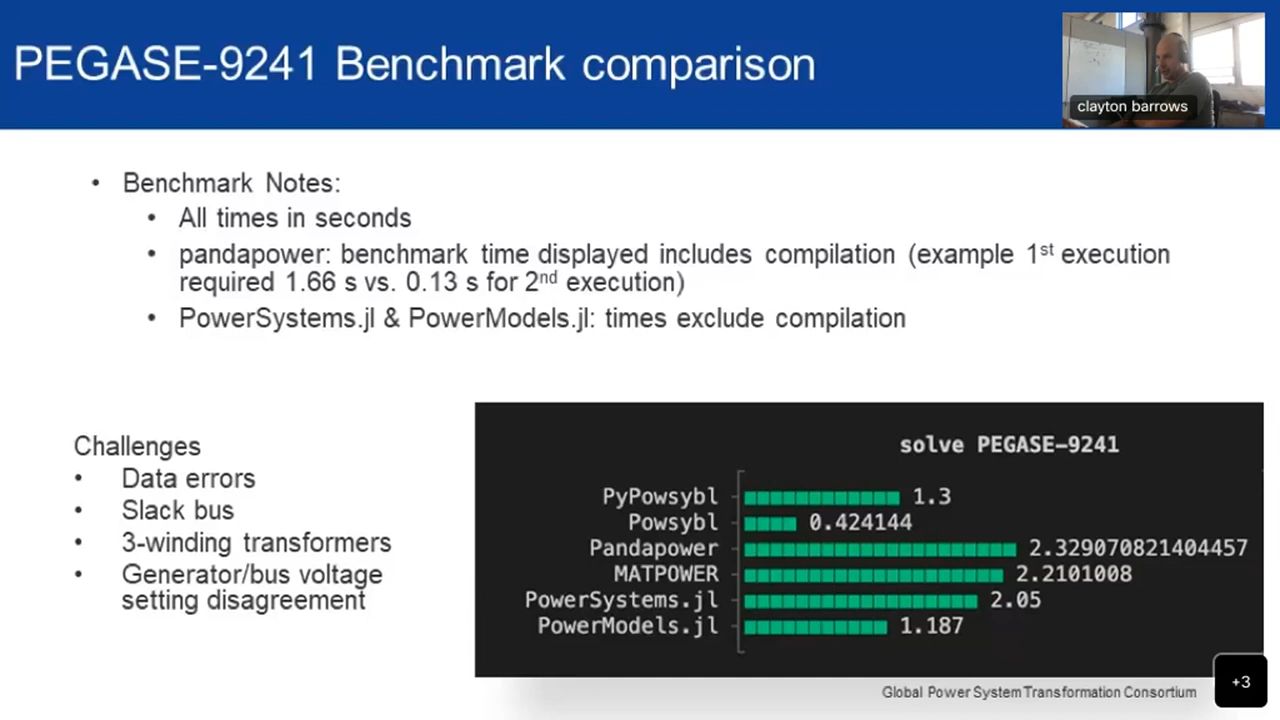 PEGASE-9241 Benchmark comparison
clayton barrows
• Benchmark Notes:
• All times in seconds
• pandapower: benchmark time displayed includes compilation (example 1st execution
required 1.66 s vs. 0.13 s for 2nd execution)
• PowerSystems.jl & PowerModels.jl: times exclude compilation
Challenges
• Data errors
• Slack bus
• 3-winding transformers
• Generator/bus voltage
setting disagreement
solve PEGASE-9241
PyPowsybl 1.3
Powsybl 0.424144
Pandapower 2.329070821404457
MATPOWER 2.2101008
PowerSystems.jl 2.05
PowerModels.jl 1.187
Global Power System Transformation Consortium
+3